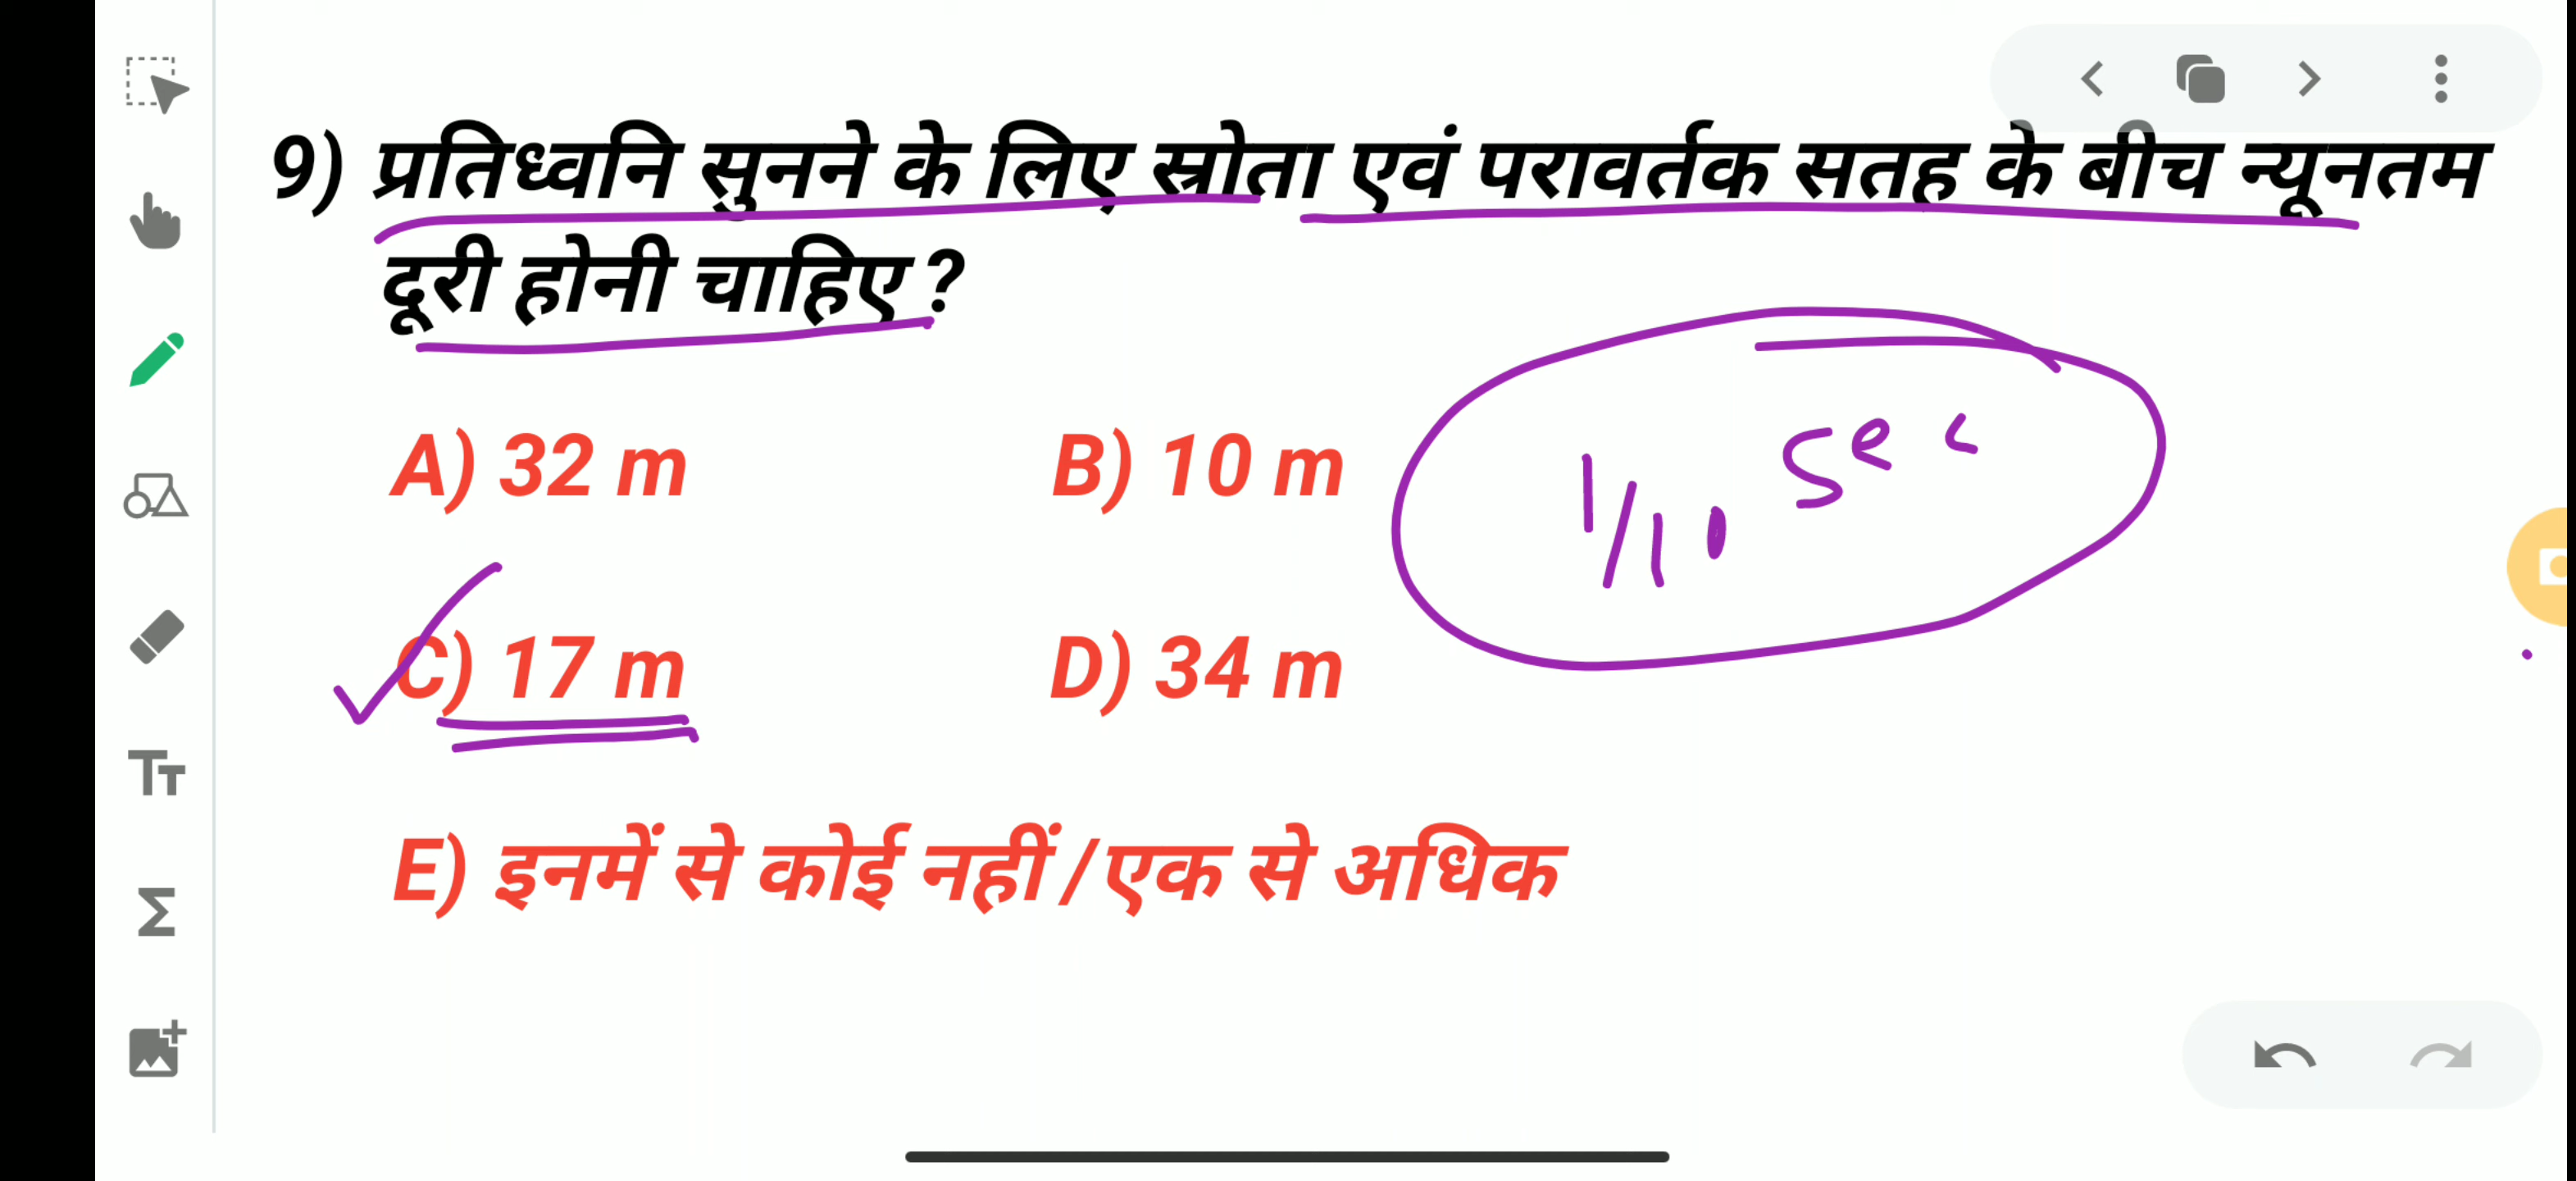 9) प्रतिध्वनि सुनने के लिए स्रोता एवं परावर्तक सतह के बीच न्यूनतम
दूरी होनी चाहिए ?
A) 32 m B) 10 m
1/10 sec
C) 17 m D) 34 m
E) इनमें से कोई नहीं /एक से अधिक